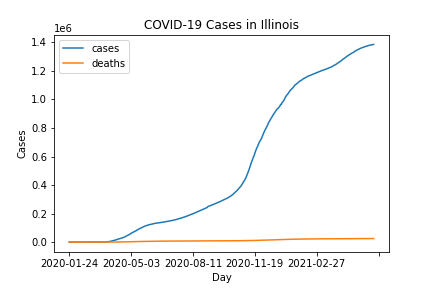 COVID-19 Cases in Illinois
1e6
cases
deaths
1.4
1.2
1.0
0.8
0.6
0.4
0.2
0.0
Cases
2020-01-24 2020-05-03 2020-08-11 2020-11-19 2021-02-27
Day